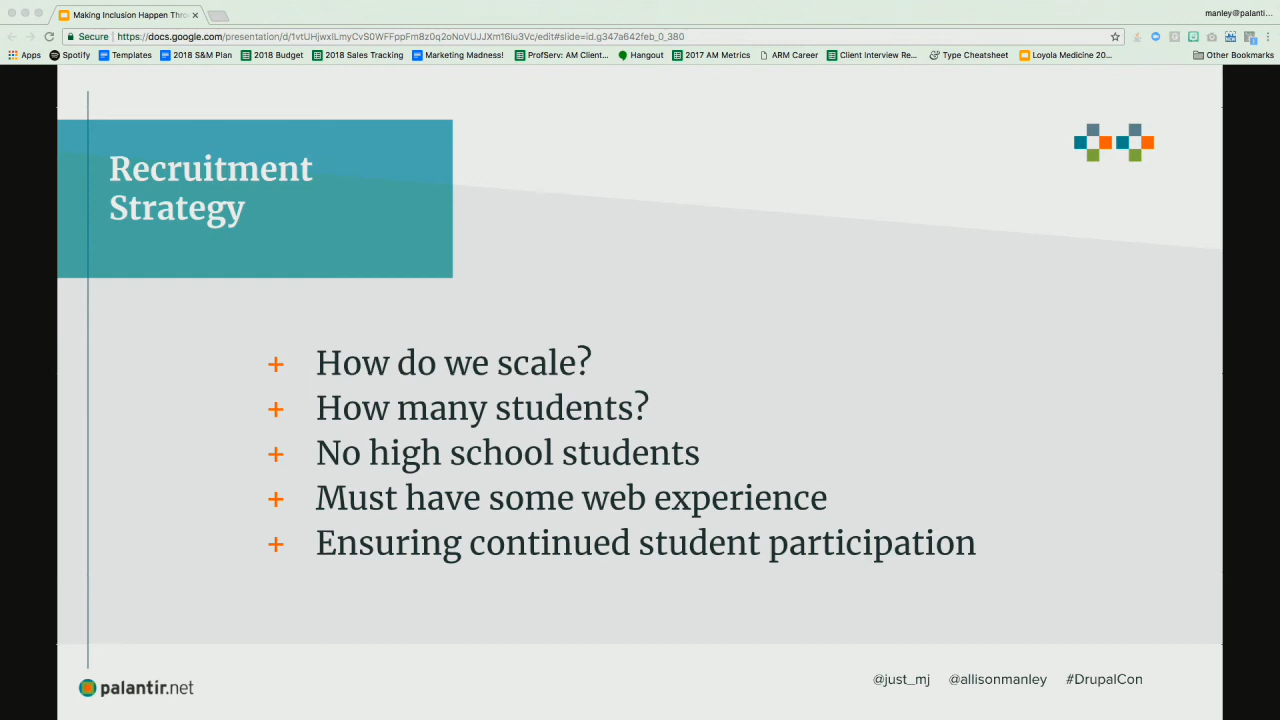 Making Inclusion Happen Thro
manley@palanti...
Secure
https://docs.google.com/presentation/d/1vtUHjwxlLmyCvS0WFFppFm8z0q2oNoVUJJXm16lu3Vc/edit#slide=id.g347a642feb_0_380
Apps Spotify Templates 2018 S&M Plan 2018 Budget 2018 Sales Tracking Marketing Madness! ProfServ: AM Client... Hangout 2017 AM Metrics ARM Career Client Interview Re... Type Cheatsheet Loyola Medicine 20... Other Bookmarks
Recruitment
Strategy
+ How do we scale?
+ How many students?
+ No high school students
+ Must have some web experience
+ Ensuring continued student participation
palantir.net
@just_mj @allisonmanley #DrupalCon